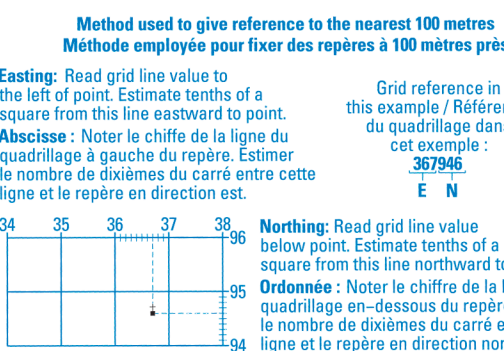 Method used to give reference to the nearest 100 metres
Méthode employée pour fixer des repères à 100 mètres près
Easting: Read grid line value to
the left of point. Estimate tenths of a
square from this line eastward to point.
Abscisse : Noter le chiffe de la ligne du
quadrillage à gauche du repère. Estimer
le nombre de dixièmes du carré entre cette
ligne et le repère en direction est.
Grid reference in
this example / Référen
du quadrillage dan
cet exemple :
367946
E N
34 35 36 37 38
96
95
94
Northing: Read grid line value
below point. Estimate tenths of a
square from this line northward to
Ordonnée : Noter le chiffre de la l
quadrillage en-dessous du repère
le nombre de dixièmes du carré e
ligne et le repère en direction nor